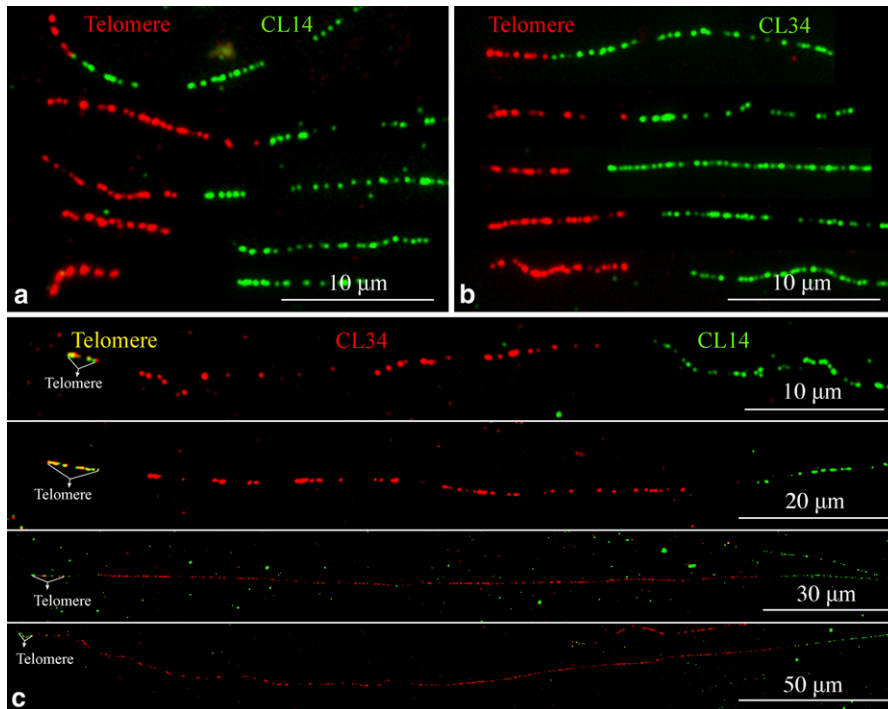 Telomere CL14
10 µm
a
Telomere CL34
10 µm
b
Telomere CL34 CL14
Telomere
10 µm
Telomere
20 µm
Telomere
30 µm
Telomere
50 µm
c